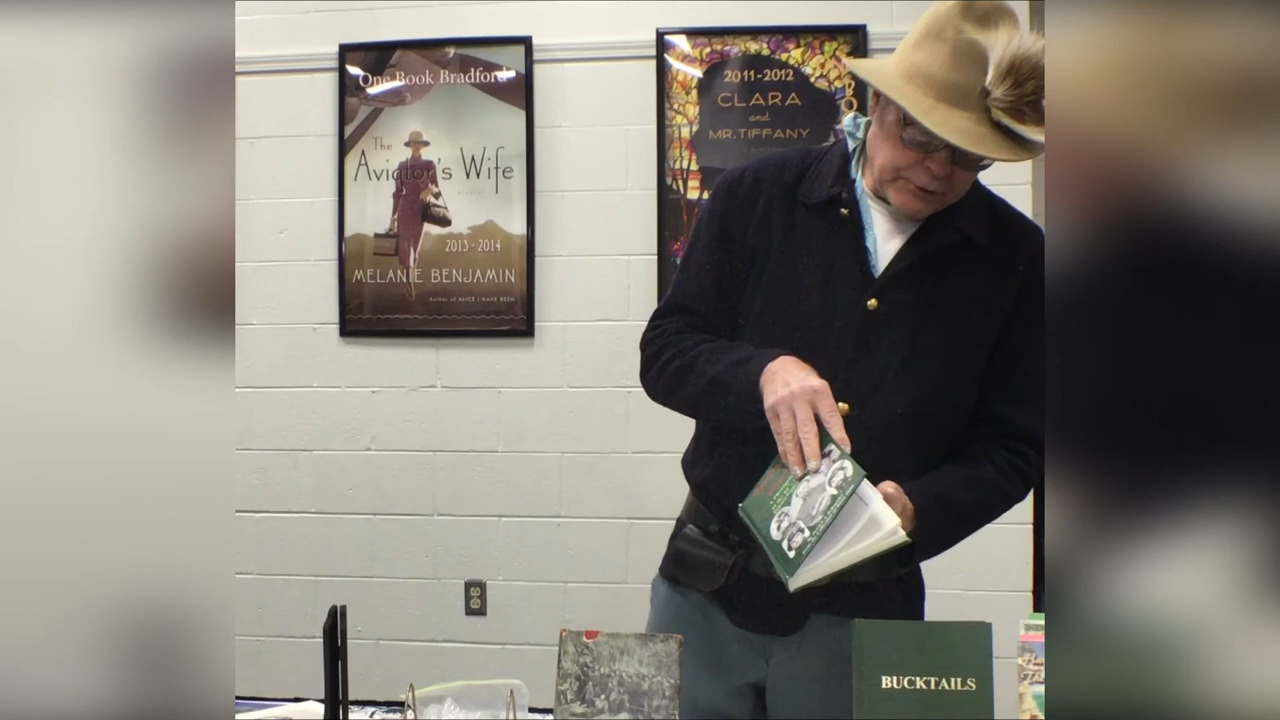 One Book Bradford
The
Aviator's Wife
a novel
2013-2014
MELANIE BENJAMIN
Author of ALICE I HAVE BEEN
2011-2012
CLARA
and
MR. TIFFANY
BO
BUCKTAILS